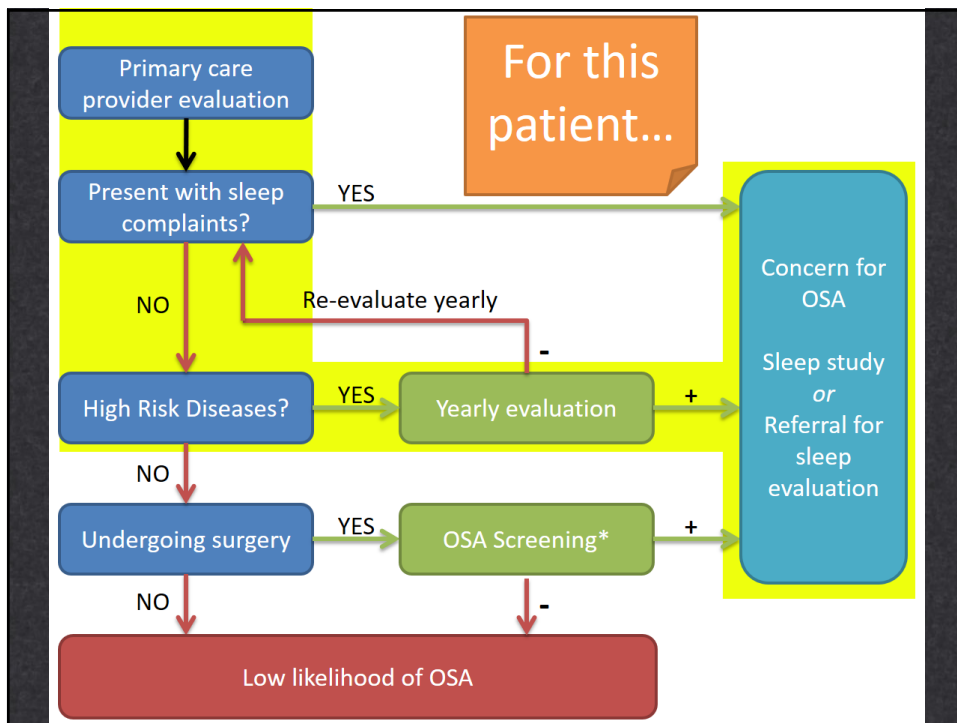 For this
patient...
Primary care
provider evaluation
Present with sleep
complaints?
YES
NO
Re-evaluate yearly
-
High Risk Diseases?
YES
Yearly evaluation
+
Concern for
OSA
Sleep study
or
Referral for
sleep
evaluation
NO
Undergoing surgery
YES
OSA Screening*
+
NO
-
Low likelihood of OSA